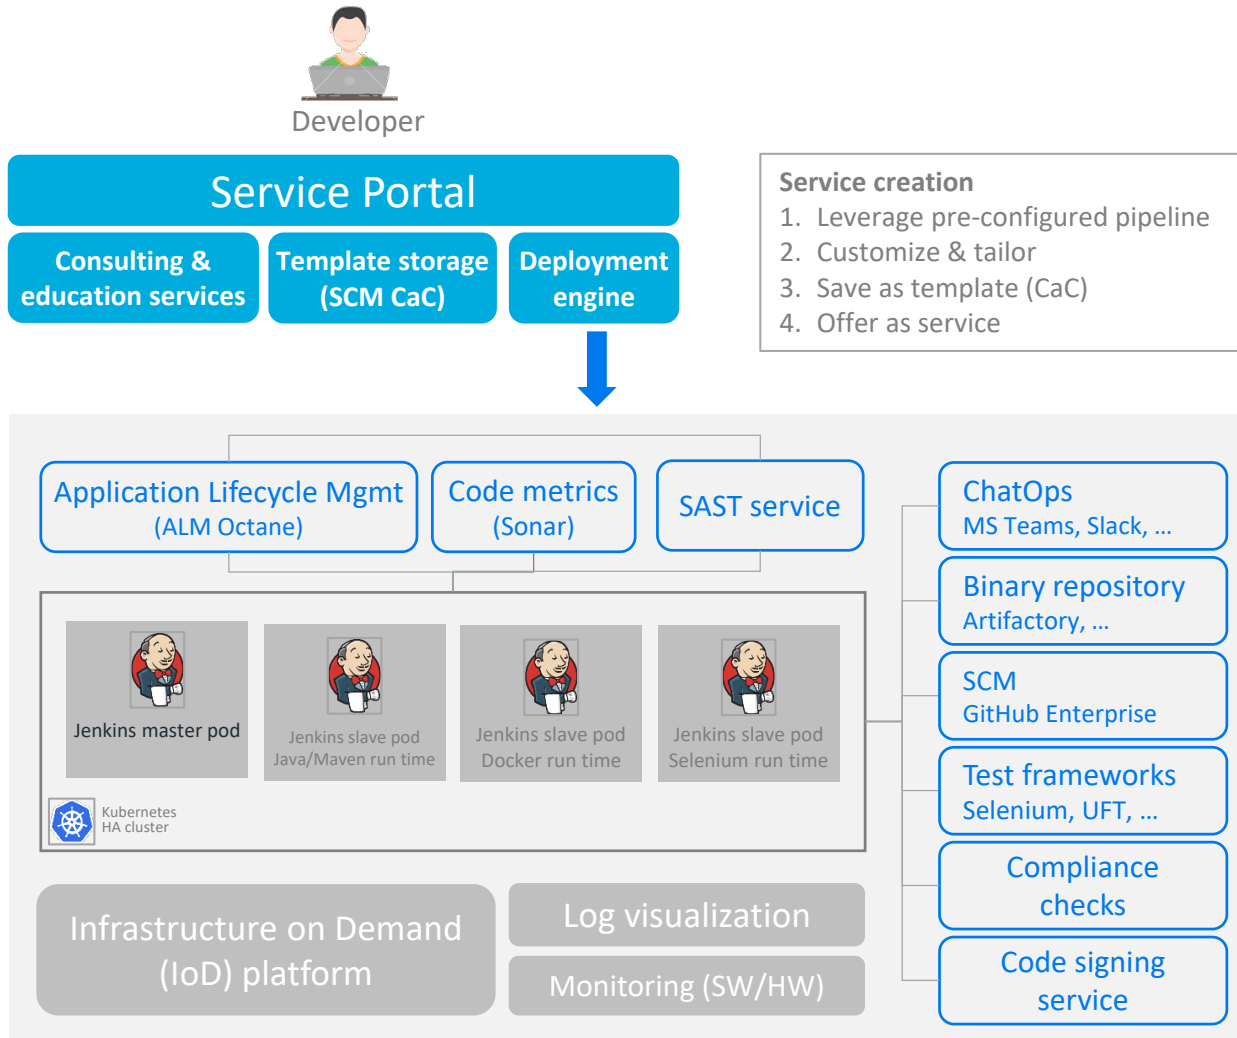 Developer
Service Portal
Consulting &
education services
Template storage
(SCM CaC)
Deployment
engine
Service creation
1. Leverage pre-configured pipeline
2. Customize & tailor
3. Save as template (CaC)
4. Offer as service
Application Lifecycle Mgmt
(ALM Octane)
Code metrics
(Sonar)
SAST service
ChatOps
MS Teams, Slack, ...
Binary repository
Artifactory, ...
SCM
GitHub Enterprise
Test frameworks
Selenium, UFT, ...
Compliance
checks
Code signing
service
Jenkins master pod
Jenkins slave pod
Java/Maven run time
Jenkins slave pod
Docker run time
Jenkins slave pod
Selenium run time
Kubernetes
HA cluster
Infrastructure on Demand
(IoD) platform
Log visualization
Monitoring (SW/HW)